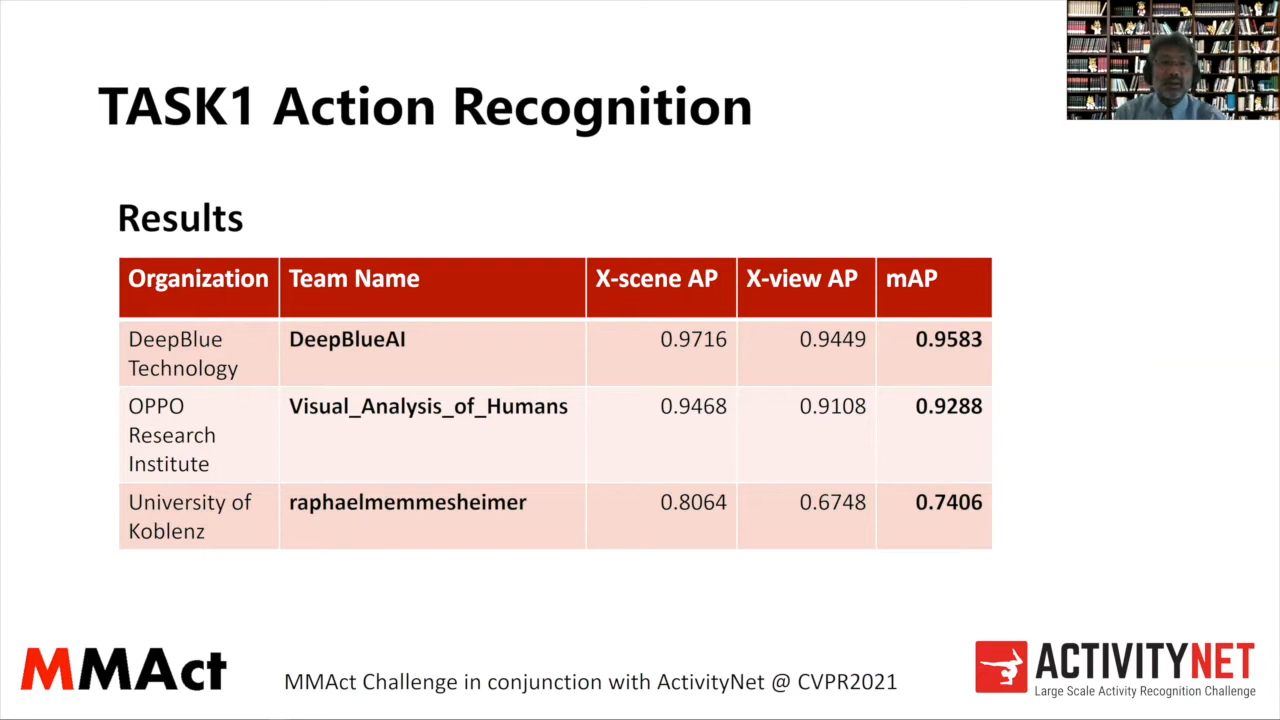 TASK1 Action Recognition
Results
Organization Team Name X-scene AP X-view AP mAP
DeepBlue Technology DeepBlueAI 0.9716 0.9449 0.9583
OPPO Research Institute Visual_Analysis_of_Humans 0.9468 0.9108 0.9288
University of Koblenz raphaelmemmesheimer 0.8064 0.6748 0.7406
MMAct
MMAct Challenge in conjunction with ActivityNet @ CVPR2021
ACTIVITYNET
Large Scale Activity Recognition Challenge